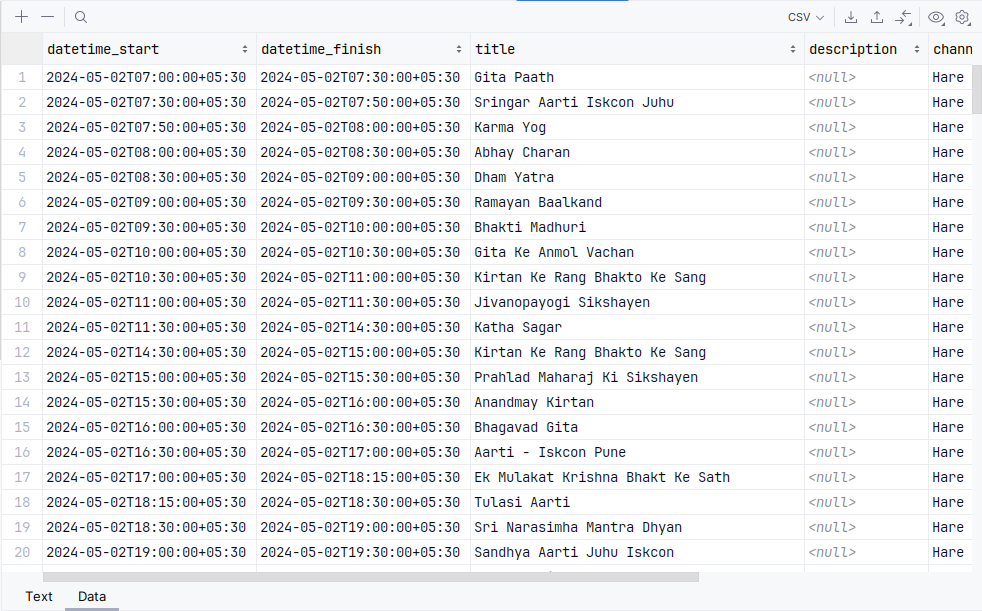 CSV
datetime_start datetime_finish title description chann
1 2024-05-02T07:00:00+05:30 2024-05-02T07:30:00+05:30 Gita Paath <null> Hare
2 2024-05-02T07:30:00+05:30 2024-05-02T07:50:00+05:30 Sringar Aarti Iskcon Juhu <null> Hare
3 2024-05-02T07:50:00+05:30 2024-05-02T08:00:00+05:30 Karma Yog <null> Hare
4 2024-05-02T08:00:00+05:30 2024-05-02T08:30:00+05:30 Abhay Charan <null> Hare
5 2024-05-02T08:30:00+05:30 2024-05-02T09:00:00+05:30 Dham Yatra <null> Hare
6 2024-05-02T09:00:00+05:30 2024-05-02T09:30:00+05:30 Ramayan Baalkand <null> Hare
7 2024-05-02T09:30:00+05:30 2024-05-02T10:00:00+05:30 Bhakti Madhuri <null> Hare
8 2024-05-02T10:00:00+05:30 2024-05-02T10:30:00+05:30 Gita Ke Anmol Vachan <null> Hare
9 2024-05-02T10:30:00+05:30 2024-05-02T11:00:00+05:30 Kirtan Ke Rang Bhakto Ke Sang <null> Hare
10 2024-05-02T11:00:00+05:30 2024-05-02T11:30:00+05:30 Jivanopayogi Sikshayen <null> Hare
11 2024-05-02T11:30:00+05:30 2024-05-02T14:30:00+05:30 Katha Sagar <null> Hare
12 2024-05-02T14:30:00+05:30 2024-05-02T15:00:00+05:30 Kirtan Ke Rang Bhakto Ke Sang <null> Hare
13 2024-05-02T15:00:00+05:30 2024-05-02T15:30:00+05:30 Prahlad Maharaj Ki Sikshayen <null> Hare
14 2024-05-02T15:30:00+05:30 2024-05-02T16:00:00+05:30 Anandmay Kirtan <null> Hare
15 2024-05-02T16:00:00+05:30 2024-05-02T16:30:00+05:30 Bhagavad Gita <null> Hare
16 2024-05-02T16:30:00+05:30 2024-05-02T17:00:00+05:30 Aarti - Iskcon Pune <null> Hare
17 2024-05-02T17:00:00+05:30 2024-05-02T18:15:00+05:30 Ek Mulakat Krishna Bhakt Ke Sath <null> Hare
18 2024-05-02T18:15:00+05:30 2024-05-02T18:30:00+05:30 Tulasi Aarti <null> Hare
19 2024-05-02T18:30:00+05:30 2024-05-02T19:00:00+05:30 Sri Narasimha Mantra Dhyan <null> Hare
20 2024-05-02T19:00:00+05:30 2024-05-02T19:30:00+05:30 Sandhya Aarti Juhu Iskcon <null> Hare
Text Data